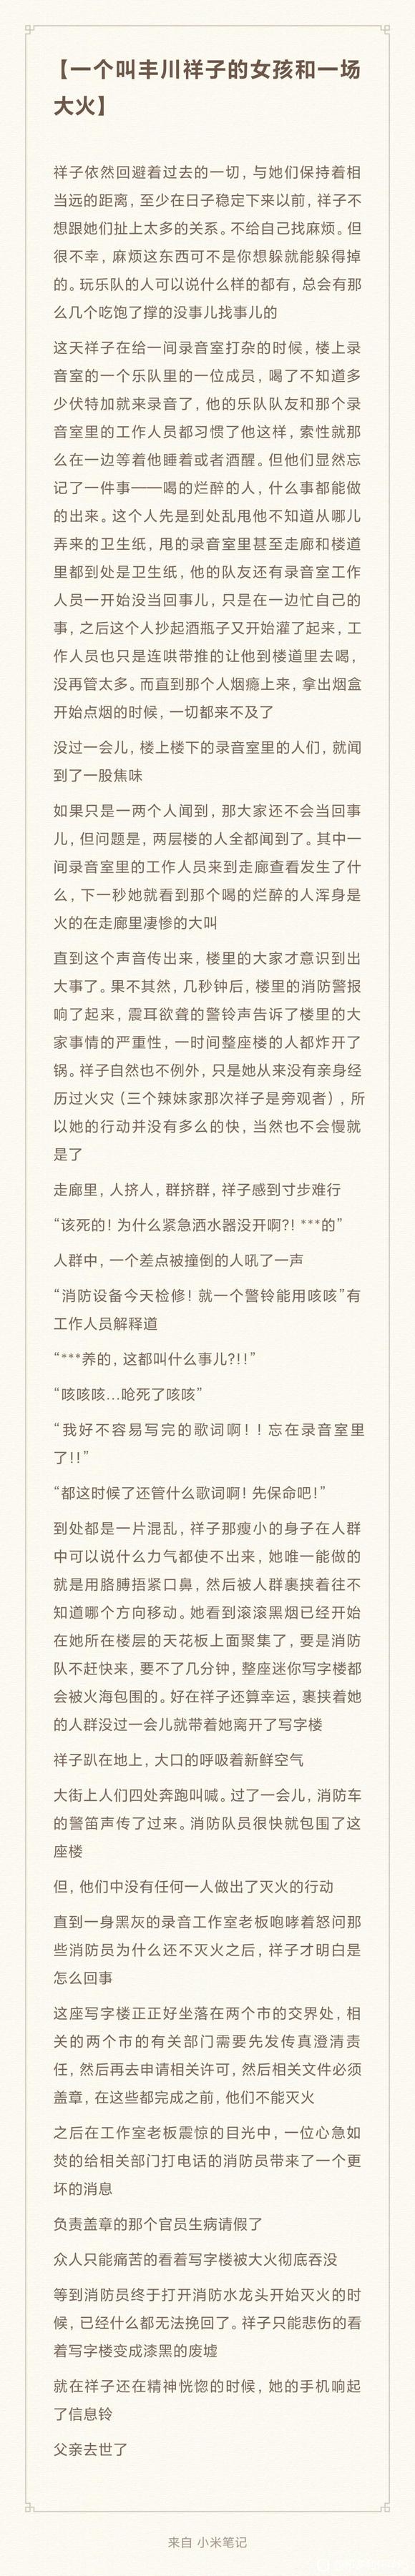 【一个叫丰川祥子的女孩和一场
大火】
祥子依然回避着过去的一切，与她们保持着相
当远的距离，至少在日子稳定下来以前，祥子不
想跟她们扯上太多的关系。不给自己找麻烦。但
很不幸，麻烦这东西可不是你想躲就能躲得掉
的。玩乐队的人可以说什么样的都有，总会有那
么几个吃饱了撑的没事儿找事儿的
这天祥子在给一间录音室打杂的时候，楼上录
音室的一个乐队里的一位成员，喝了不知道多
少伏特加就来录音了，他的乐队队友和那个录
音室里的工作人员都习惯了他这样，索性就那
么在一边等着他睡着或者酒醒。但他们显然忘
记了一件事——喝的烂醉的人，什么事都能做
的出来。这个人先是到处乱甩他不知道从哪儿
弄来的卫生纸，甩的录音室里甚至走廊和楼道
里都到处是卫生纸，他的队友还有录音室工作
人员一开始没当回事儿，只是在一边忙自己的
事，之后这个人抄起酒瓶子又开始灌了起来，工
作人员也只是连哄带推的让他到楼道里去喝，
没再管太多。而直到那个人烟瘾上来，拿出烟盒
开始点烟的时候，一切都来不及了
没过一会儿，楼上楼下的录音室里的人们，就闻
到了一股焦味
如果只是一两个人闻到，那大家还不会当回事
儿，但问题是，两层楼的人全都闻到了。其中一
间录音室里的工作人员来到走廊查看发生了什
么，下一秒她就看到那个喝的烂醉的人浑身是
火的在走廊里凄惨的大叫
直到这个声音传出来，楼里的大家才意识到出
大事了。果不其然，几秒钟后，楼里的消防警报
响了起来，震耳欲聋的警铃声告诉了楼里的大
家事情的严重性，一时间整座楼的人都炸开了
锅。祥子自然也不例外，只是她从来没有亲身经
历过火灾（三个辣妹家那次祥子是旁观者），所
以她的行动并没有多么的快，当然也不会慢就
是了
走廊里，人挤人，群挤群，祥子感到寸步难行
“该死的！为什么紧急洒水器没开啊?! ***的”
人群中，一个差点被撞倒的人吼了一声
“消防设备今天检修！就一个警铃能用咳咳”有
工作人员解释道
“***养的，这都叫什么事儿?!!”
“咳咳咳…呛死了咳咳”
“我好不容易写完的歌词啊！！忘在录音室里
了!!”
“都这时候了还管什么歌词啊！先保命吧!”
到处都是一片混乱，祥子那瘦小的身子在人群
中可以说什么力气都使不出来，她唯一能做的
就是用胳膊捂紧口鼻，然后被人群裹挟着往不
知道哪个方向移动。她看到滚滚黑烟已经开始
在她所在楼层的天花板上面聚集了，要是消防
队不赶快来，要不了几分钟，整座迷你写字楼都
会被火海包围的。好在祥子还算幸运，裹挟着她
的人群没过一会儿就带着她离开了写字楼
祥子趴在地上，大口的呼吸着新鲜空气
大街上人们四处奔跑叫喊。过了一会儿，消防车
的警笛声传了过来。消防队员很快就包围了这
座楼
但，他们中没有任何一人做出了灭火的行动
直到一身黑灰的录音工作室老板咆哮着怒问那
些消防员为什么还不灭火之后，祥子才明白是
怎么回事
这座写字楼正正好坐落在两个市的交界处，相
关的两个市的有关部门需要先发传真澄清责
任，然后再去申请相关许可，然后相关文件必须
盖章，在这些都完成之前，他们不能灭火
之后在工作室老板震惊的目光中，一位心急如
焚的给相关部门打电话的消防员带来了一个更
坏的消息
负责盖章的那个官员生病请假了
众人只能痛苦的看着写字楼被大火彻底吞没
等到消防员终于打开消防水龙头开始灭火的时
候，已经什么都无法挽回了。祥子只能悲伤的看
着写字楼变成漆黑的废墟
就在祥子还在精神恍惚的时候，她的手机响起
了信息铃
父亲去世了
来自 小米笔记